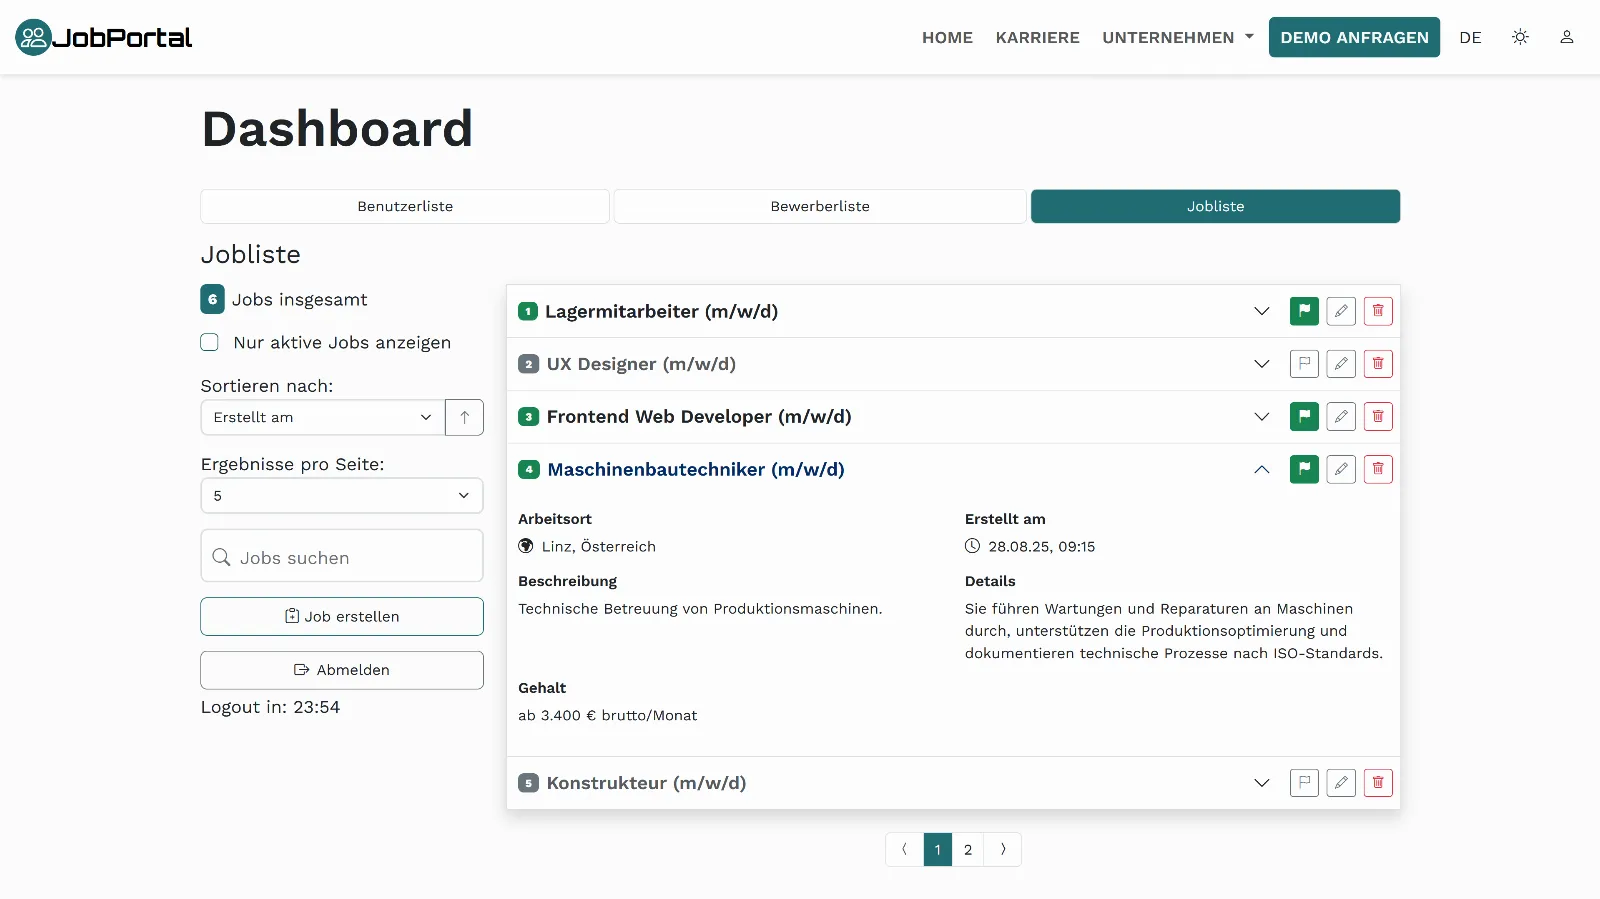 JobPortal
HOME
KARRIERE
UNTERNEHMEN
DEMO ANFRAGEN
DE
Dashboard
Benutzerliste
Bewerberliste
Jobliste
Jobliste
6 Jobs insgesamt
Nur aktive Jobs anzeigen
Sortieren nach:
Erstellt am
Ergebnisse pro Seite:
5
Jobs suchen
Job erstellen
Abmelden
Logout in: 23:54
1 Lagermitarbeiter (m/w/d)
2 UX Designer (m/w/d)
3 Frontend Web Developer (m/w/d)
4 Maschinenbautechniker (m/w/d)
Arbeitsort
Linz, Österreich
Erstellt am
28.08.25, 09:15
Beschreibung
Technische Betreuung von Produktionsmaschinen.
Details
Sie führen Wartungen und Reparaturen an Maschinen
durch, unterstützen die Produktionsoptimierung und
dokumentieren technische Prozesse nach ISO-Standards.
Gehalt
ab 3.400 € brutto/Monat
5 Konstrukteur (m/w/d)
1 2